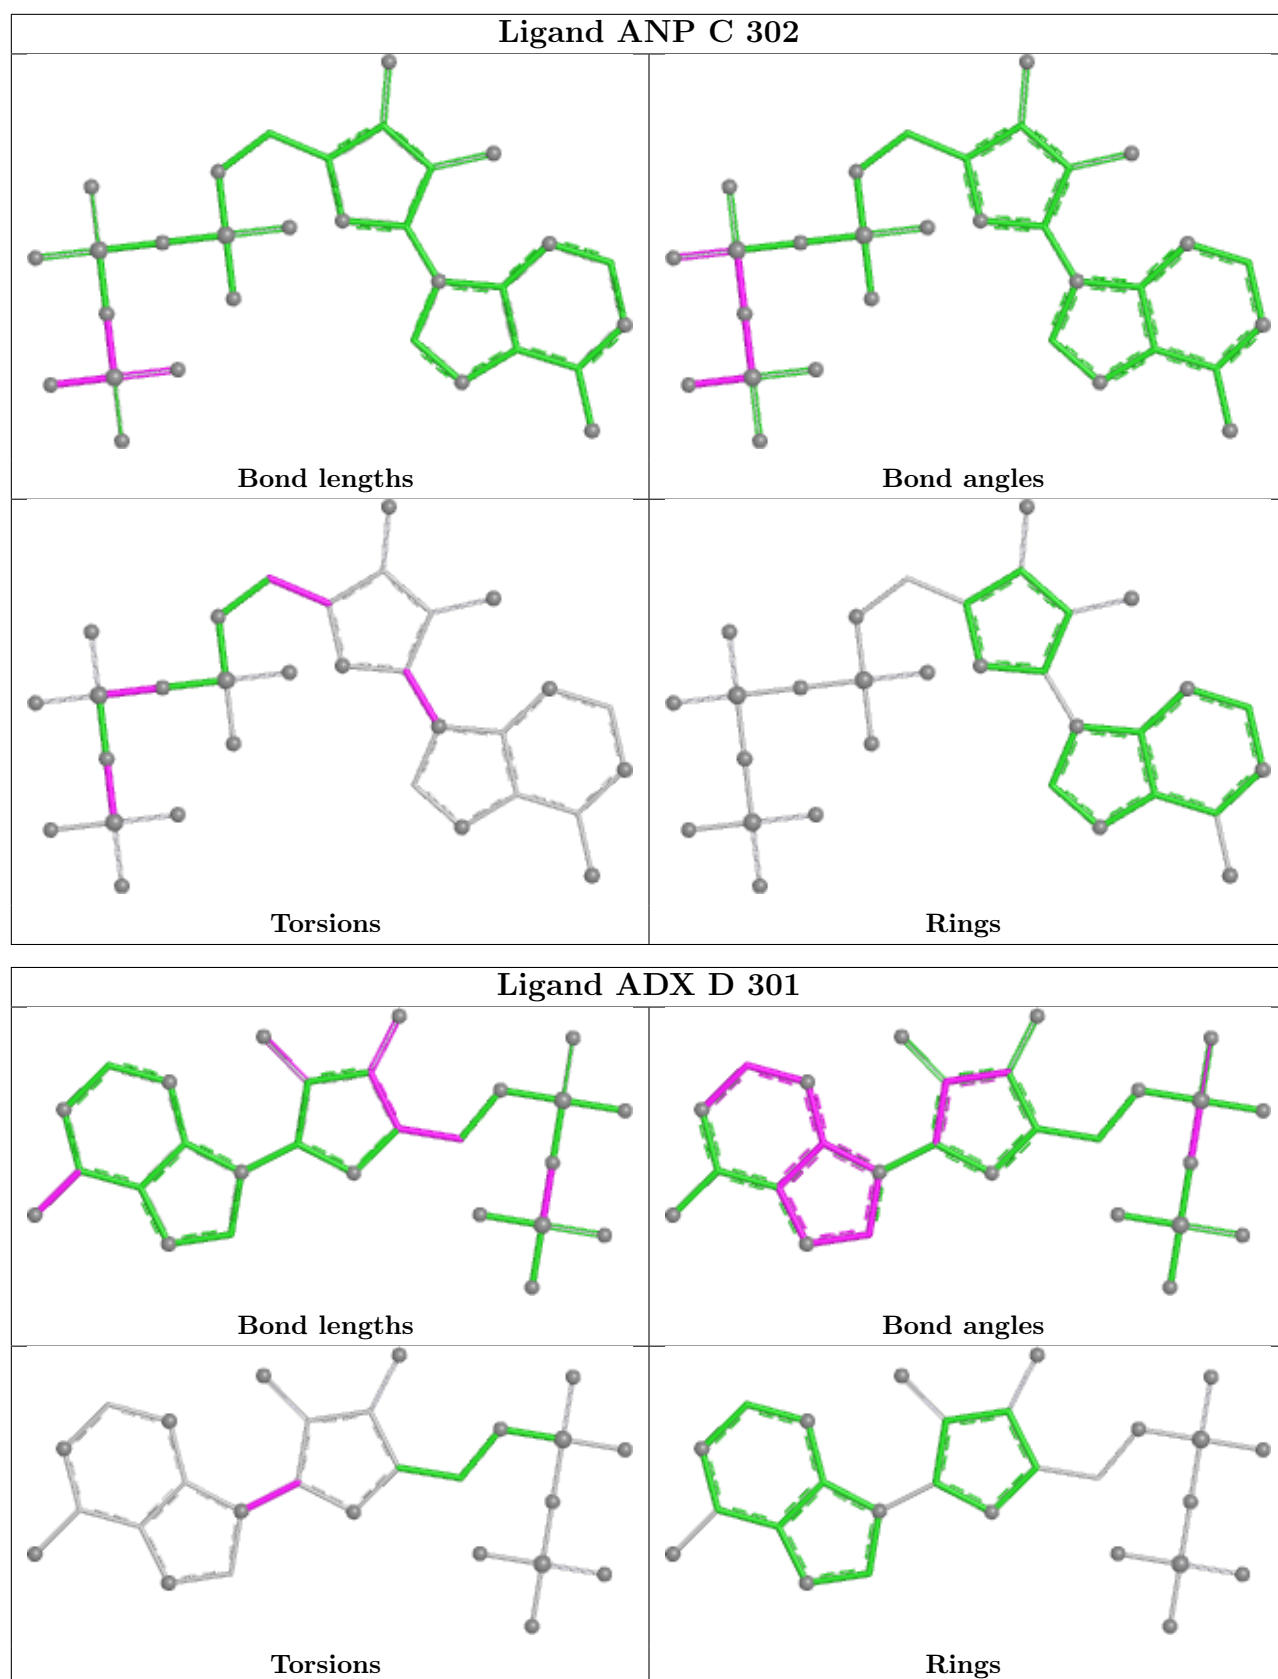 Ligand ANP C 302
Bond lengths
Bond angles
Torsions
Rings
Ligand ADX D 301
Bond lengths
Bond angles
Torsions
Rings